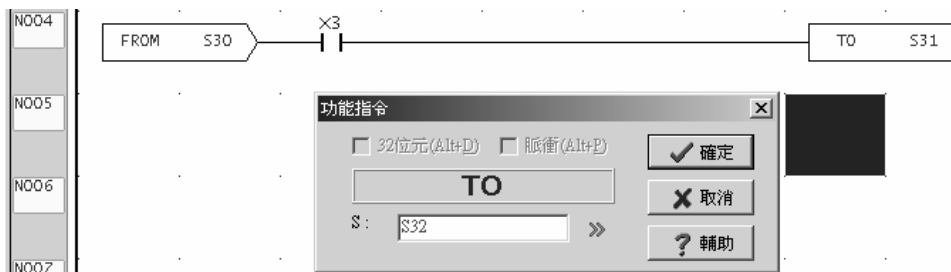 N004
X3
FROM S30
TO S31
N005
功能指令
32位元(Alt+D) 脈衝(Alt+P)
確定
TO
N006
取消
S: S32
輔助
N007